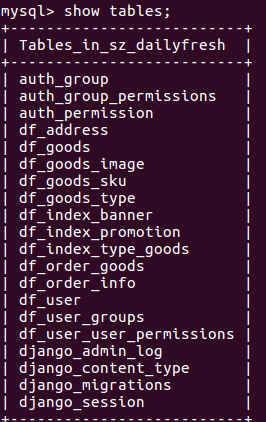 mysql> show tables;
+---------------------------+
| Tables_in_sz_dailyfresh |
+---------------------------+
| auth_group |
| auth_group_permissions |
| auth_permission |
| df_address |
| df_goods |
| df_goods_image |
| df_goods_sku |
| df_goods_type |
| df_index_banner |
| df_index_promotion |
| df_index_type_goods |
| df_order_goods |
| df_order_info |
| df_user |
| df_user_groups |
| df_user_user_permissions |
| django_admin_log |
| django_content_type |
| django_migrations |
| django_session |
+---------------------------+